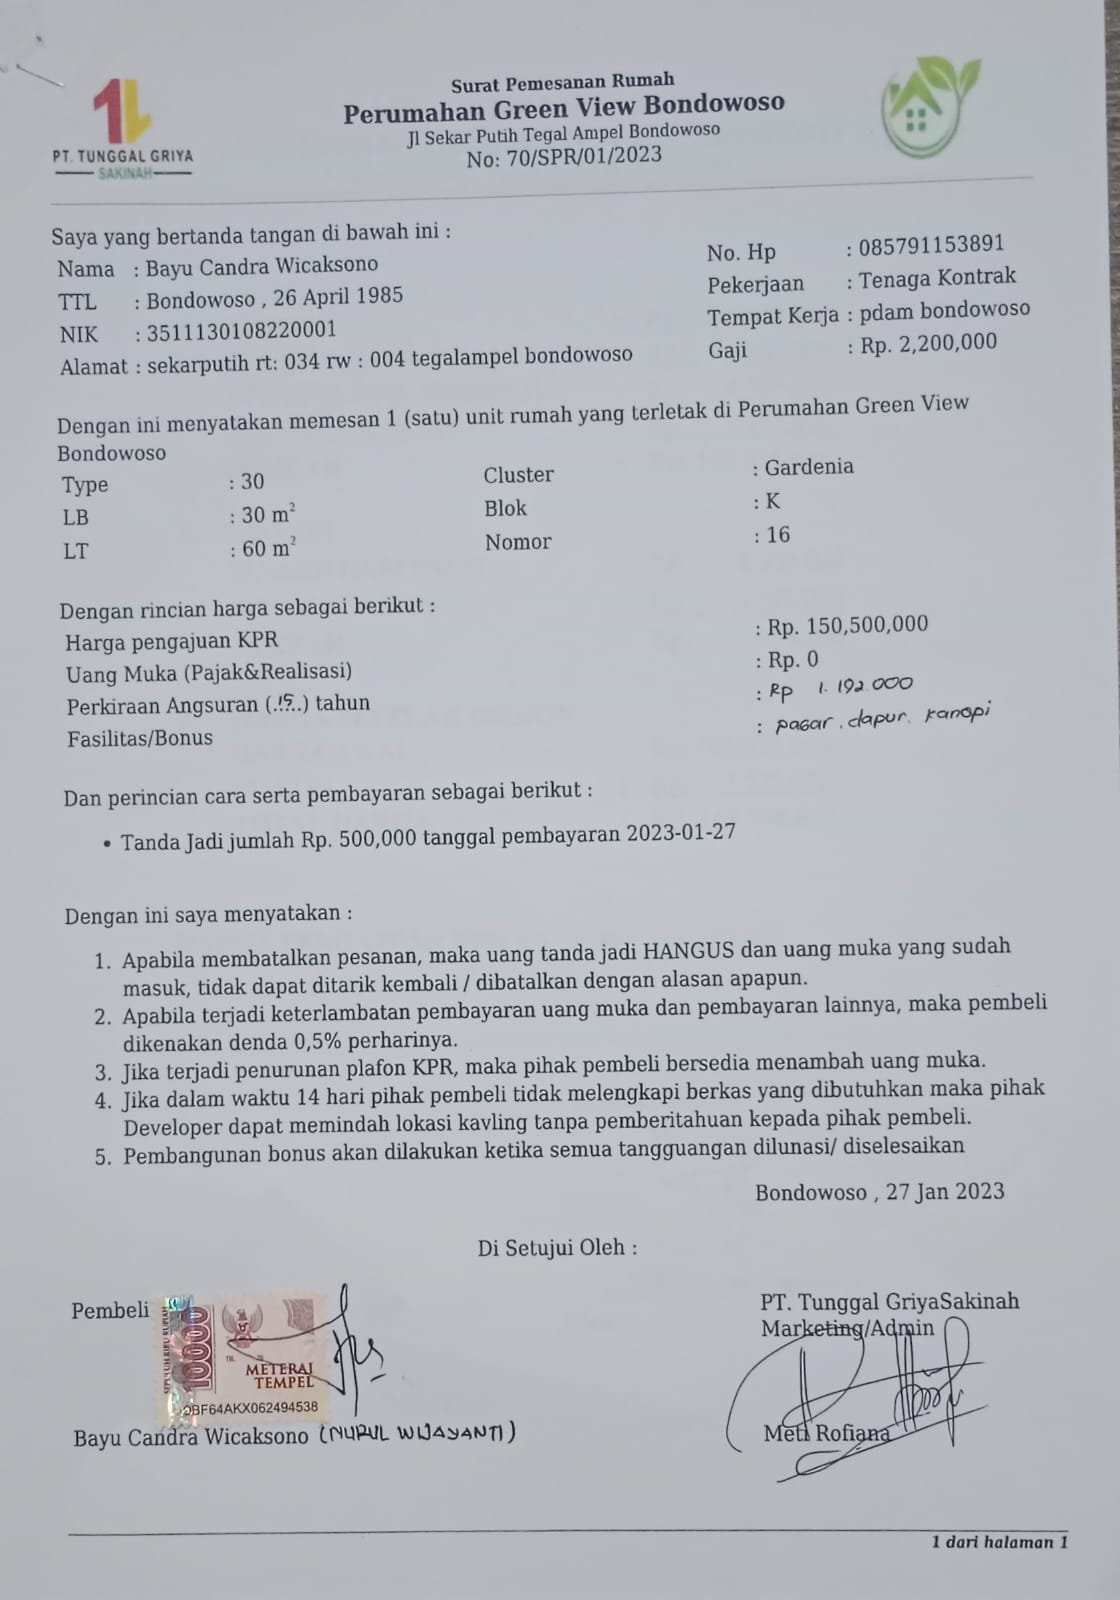 PT. TUNGGAL GRIYA
SAKINAH
Surat Pemesanan Rumah
Perumahan Green View Bondowoso
Jl Sekar Putih Tegal Ampel Bondowoso
No: 70/SPR/01/2023
Saya yang bertanda tangan di bawah ini :
Nama : Bayu Candra Wicaksono
TTL : Bondowoso , 26 April 1985
NIK : 3511130108220001
Alamat : sekarputih rt: 034 rw : 004 tegalampel bondowoso
No. Hp : 085791153891
Pekerjaan : Tenaga Kontrak
Tempat Kerja : pdam bondowoso
Gaji : Rp. 2,200,000
Dengan ini menyatakan memesan 1 (satu) unit rumah yang terletak di Perumahan Green View
Bondowoso
Type : 30 Cluster : Gardenia
LB : 30 m² Blok : K
LT : 60 m² Nomor : 16
Dengan rincian harga sebagai berikut :
Harga pengajuan KPR : Rp. 150,500,000
Uang Muka (Pajak&Realisasi) : Rp. 0
Perkiraan Angsuran (.15..) tahun : Rp 1.192.000
Fasilitas/Bonus : pagar, dapur, kanopi
Dan perincian cara serta pembayaran sebagai berikut :
• Tanda Jadi jumlah Rp. 500,000 tanggal pembayaran 2023-01-27
Dengan ini saya menyatakan :
1. Apabila membatalkan pesanan, maka uang tanda jadi HANGUS dan uang muka yang sudah
masuk, tidak dapat ditarik kembali / dibatalkan dengan alasan apapun.
2. Apabila terjadi keterlambatan pembayaran uang muka dan pembayaran lainnya, maka pembeli
dikenakan denda 0,5% perharinya.
3. Jika terjadi penurunan plafon KPR, maka pihak pembeli bersedia menambah uang muka.
4. Jika dalam waktu 14 hari pihak pembeli tidak melengkapi berkas yang dibutuhkan maka pihak
Developer dapat memindah lokasi kavling tanpa pemberitahuan kepada pihak pembeli.
5. Pembangunan bonus akan dilakukan ketika semua tangguangan dilunasi/ diselesaikan
Bondowoso , 27 Jan 2023
Di Setujui Oleh :
Pembeli
SEPULUH RIBU RUPIAH
10000
METERAI
TEMPEL
DBF64AKX062494538
Bayu Candra Wicaksono (NURUL WIJAYANTI)
PT. Tunggal GriyaSakinah
Marketing/Admin
Meti Rofiana
1 dari halaman 1